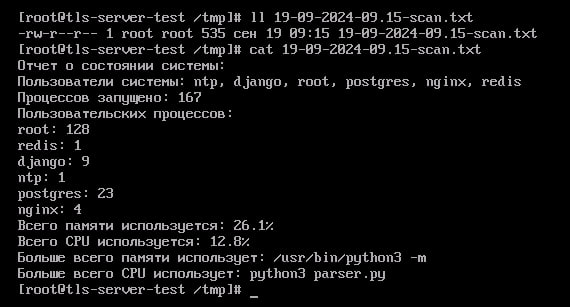 [root@tls-server-test /tmp]# ll 19-09-2024-09.15-scan.txt
-rw-r--r-- 1 root root 535 сен 19 09:15 19-09-2024-09.15-scan.txt
[root@tls-server-test /tmp]# cat 19-09-2024-09.15-scan.txt
Отчет о состоянии системы:
Пользователи системы: ntp, django, root, postgres, nginx, redis
Процессов запущено: 167
Пользовательских процессов:
root: 128
redis: 1
django: 9
ntp: 1
postgres: 23
nginx: 4
Всего памяти используется: 26.1%
Всего CPU используется: 12.8%
Больше всего памяти использует: /usr/bin/python3 -m
Больше всего CPU использует: python3 parser.py
[root@tls-server-test /tmp]# _